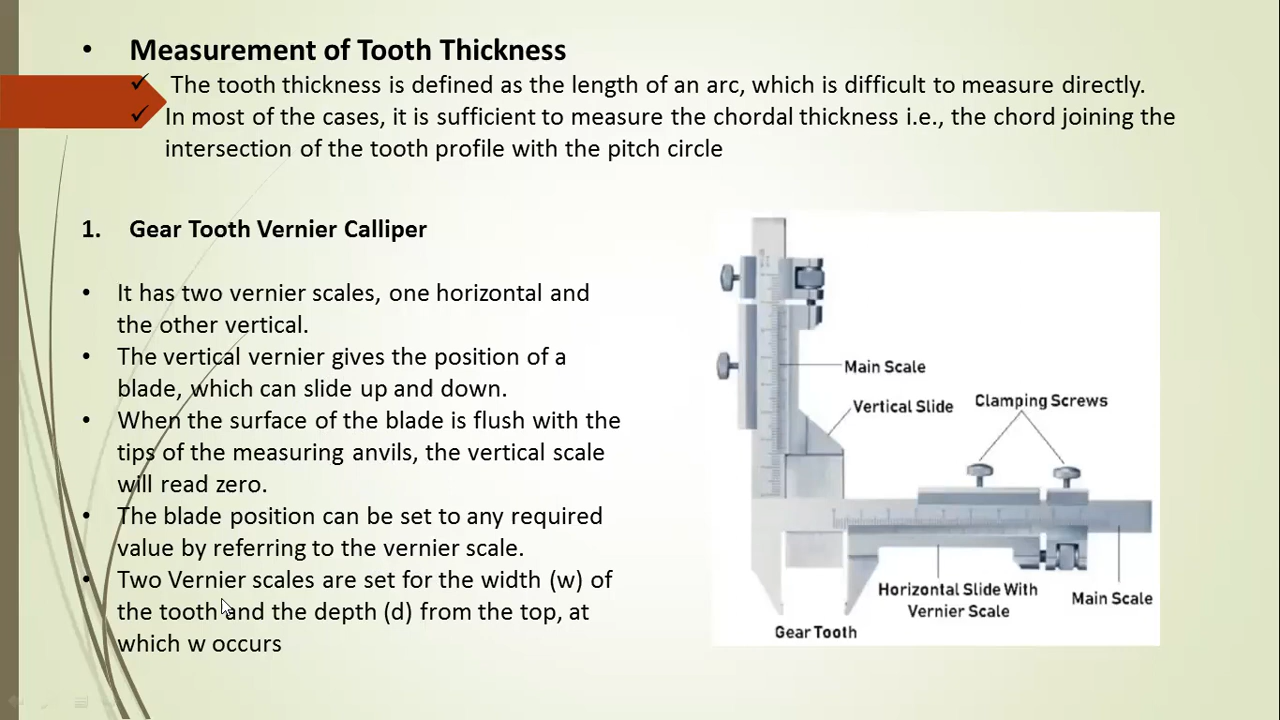 • Measurement of Tooth Thickness
✓ The tooth thickness is defined as the length of an arc, which is difficult to measure directly.
✓ In most of the cases, it is sufficient to measure the chordal thickness i.e., the chord joining the
intersection of the tooth profile with the pitch circle
1. Gear Tooth Vernier Calliper
• It has two vernier scales, one horizontal and
the other vertical.
• The vertical vernier gives the position of a
blade, which can slide up and down.
• When the surface of the blade is flush with the
tips of the measuring anvils, the vertical scale
will read zero.
• The blade position can be set to any required
value by referring to the vernier scale.
• Two Vernier scales are set for the width (w) of
the tooth and the depth (d) from the top, at
which w occurs
Main Scale
Vertical Slide
Clamping Screws
Horizontal Slide With
Vernier Scale
Main Scale
Gear Tooth